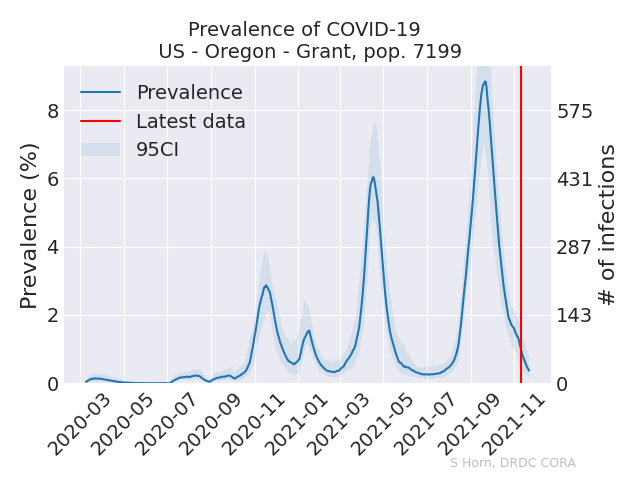 Prevalence of COVID-19
US - Oregon - Grant, pop. 7199
Prevalence
Latest data
95CI
Prevalence (%)
8
6
4
2
0
# of infections
575
431
287
143
0
2020-03
2020-05
2020-07
2020-09
2020-11
2021-01
2021-03
2021-05
2021-07
2021-09
2021-11
S Horn, DRDC CORA